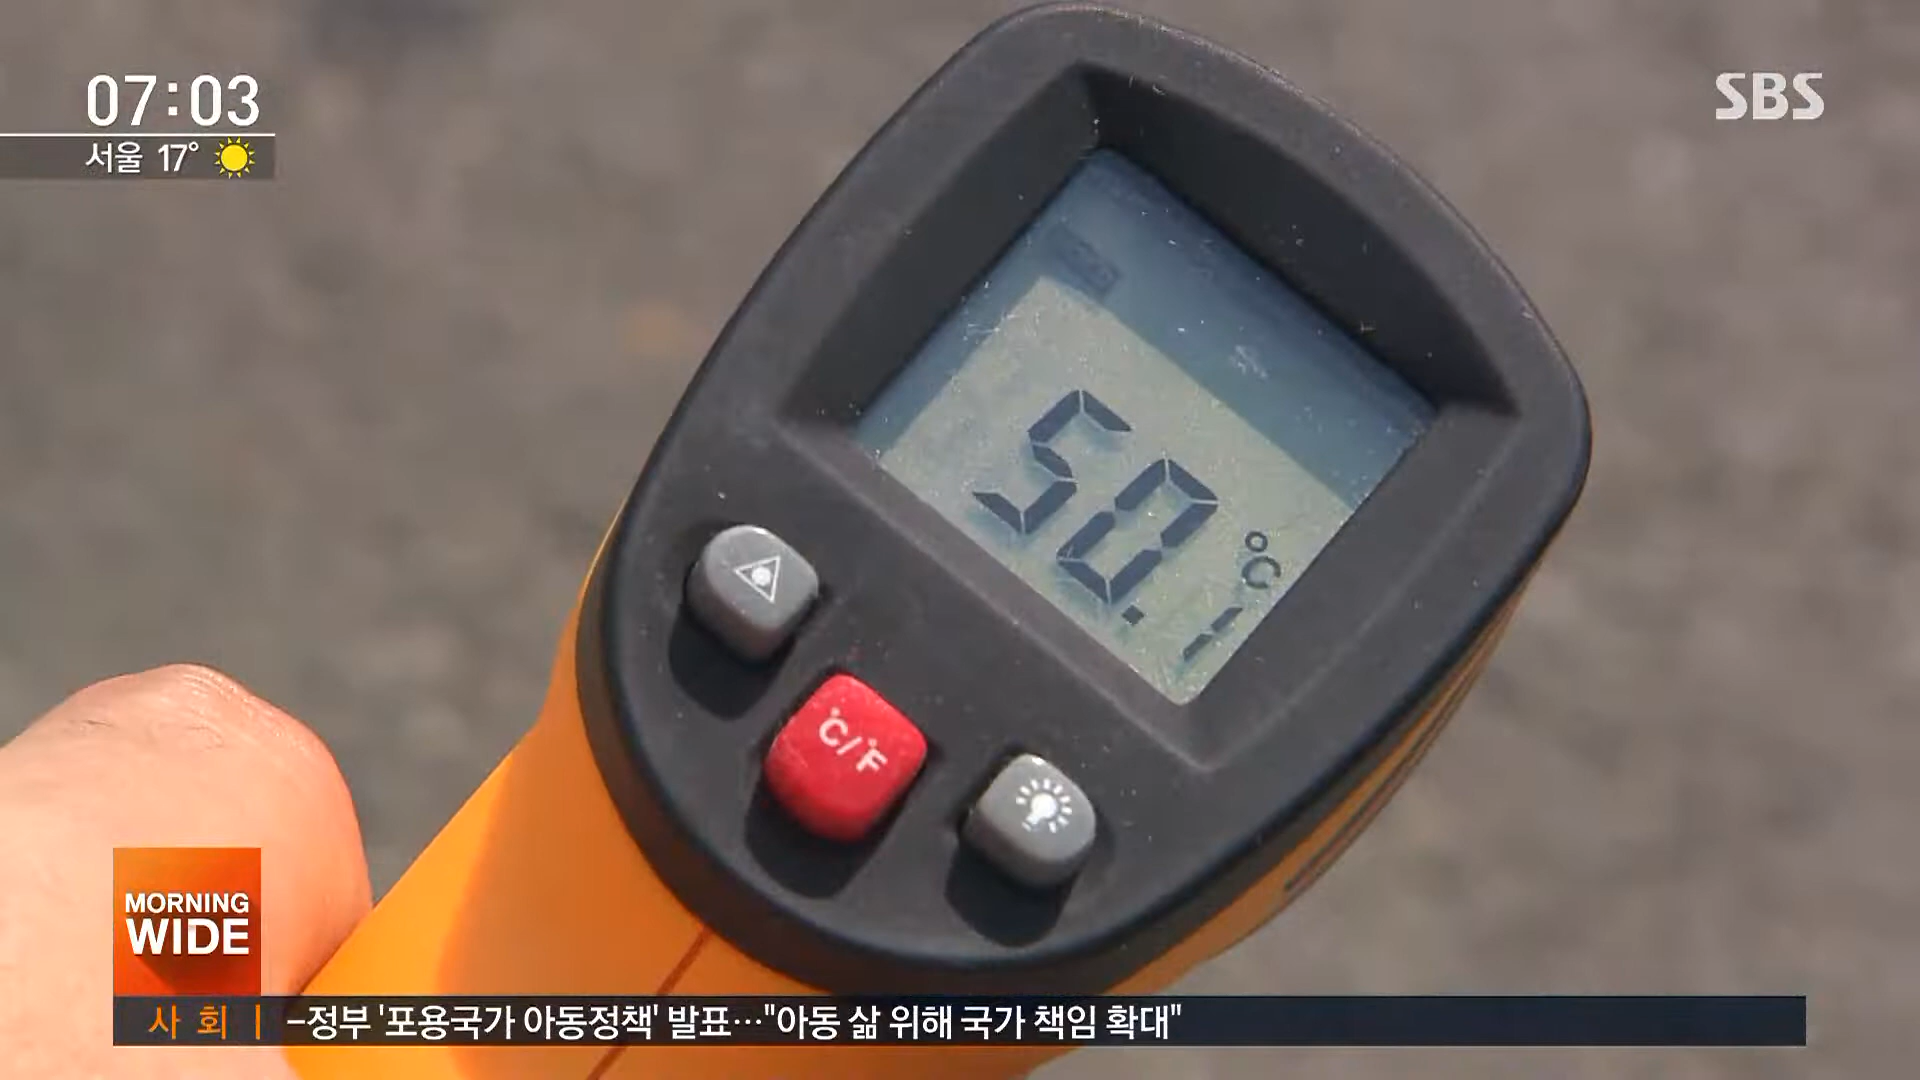 07:03
서울 17°
SBS
50.1 °C
°C/°F
MORNING
WIDE
사 회 | -정부 '포용국가 아동정책' 발표…"아동 삶 위해 국가 책임 확대"